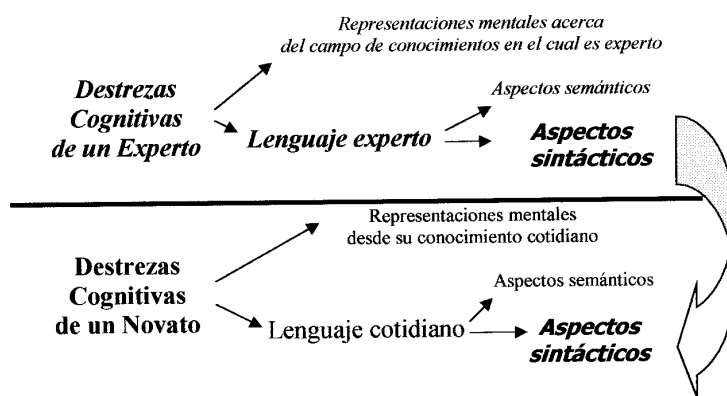 Representaciones mentales acerca
del campo de conocimientos en el cual es experto
Destrezas
Cognitivas
de un Experto
Aspectos semánticos
Lenguaje experto
Aspectos
sintácticos
Representaciones mentales
desde su conocimiento cotidiano
Destrezas
Cognitivas
de un Novato
Aspectos semánticos
Lenguaje cotidiano
Aspectos
sintácticos